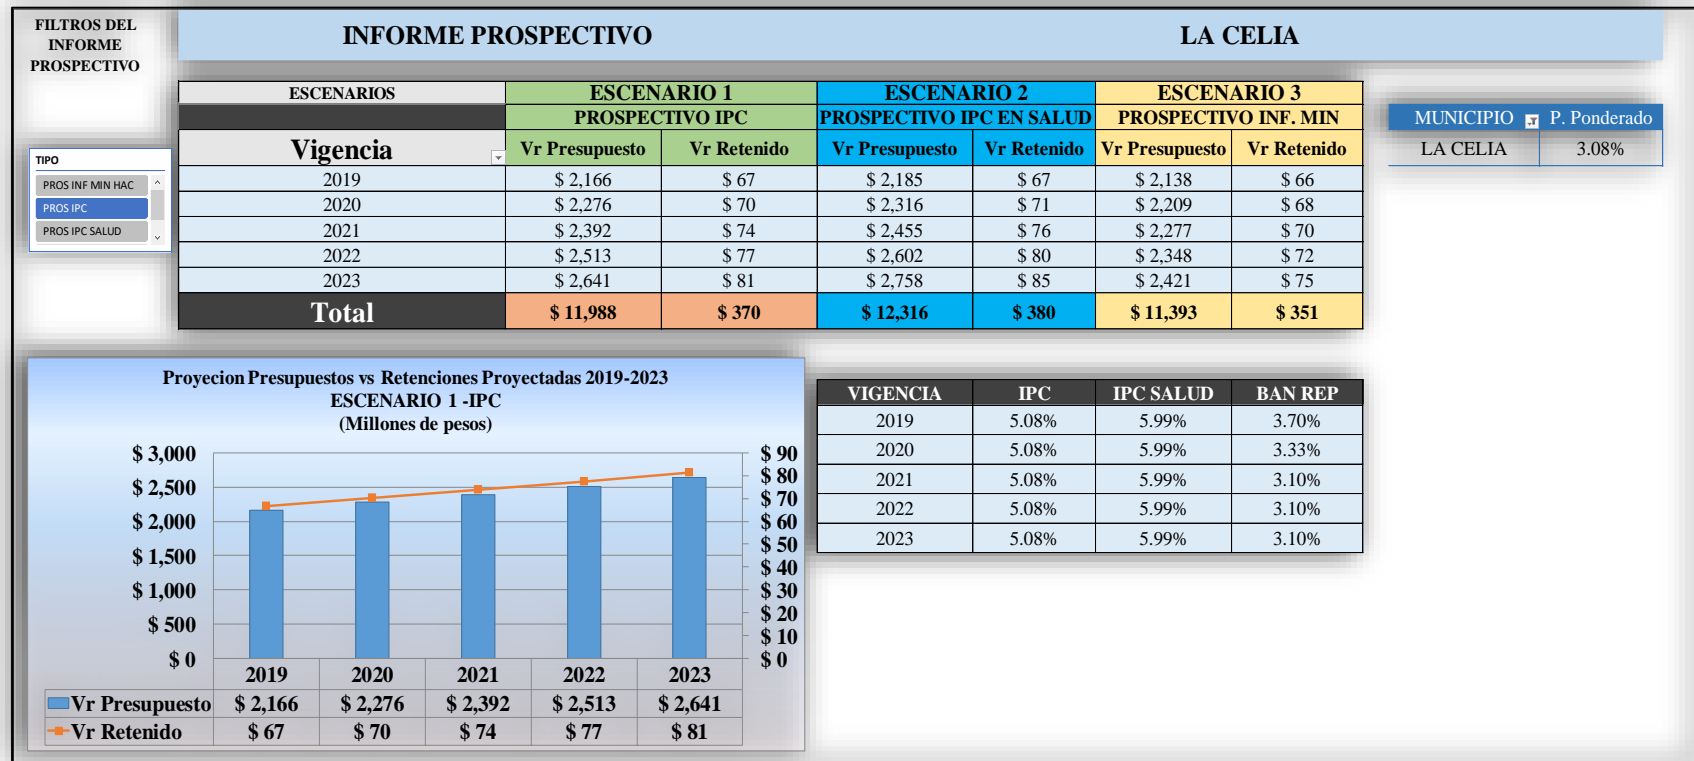 FILTROS DEL
INFORME
PROSPECTIVO
INFORME PROSPECTIVO LA CELIA
TIPO
PROS INF MIN HAC
PROS IPC
PROS IPC SALUD
ESCENARIOS ESCENARIO 1 ESCENARIO 2 ESCENARIO 3
PROSPECTIVO IPC PROSPECTIVO IPC EN SALUD PROSPECTIVO INF. MIN
Vigencia Vr Presupuesto Vr Retenido Vr Presupuesto Vr Retenido Vr Presupuesto Vr Retenido
2019 $ 2,166 $ 67 $ 2,185 $ 67 $ 2,138 $ 66
2020 $ 2,276 $ 70 $ 2,316 $ 71 $ 2,209 $ 68
2021 $ 2,392 $ 74 $ 2,455 $ 76 $ 2,277 $ 70
2022 $ 2,513 $ 77 $ 2,602 $ 80 $ 2,348 $ 72
2023 $ 2,641 $ 81 $ 2,758 $ 85 $ 2,421 $ 75
Total $ 11,988 $ 370 $ 12,316 $ 380 $ 11,393 $ 351
MUNICIPIO P. Ponderado
LA CELIA 3.08%
Proyecion Presupuestos vs Retenciones Proyectadas 2019-2023
ESCENARIO 1 -IPC
(Millones de pesos)
$ 3,000
$ 2,500
$ 2,000
$ 1,500
$ 1,000
$ 500
$ 0
$ 90
$ 80
$ 70
$ 60
$ 50
$ 40
$ 30
$ 20
$ 10
$ 0
2019 2020 2021 2022 2023
Vr Presupuesto $ 2,166 $ 2,276 $ 2,392 $ 2,513 $ 2,641
Vr Retenido $ 67 $ 70 $ 74 $ 77 $ 81
VIGENCIA IPC IPC SALUD BAN REP
2019 5.08% 5.99% 3.70%
2020 5.08% 5.99% 3.33%
2021 5.08% 5.99% 3.10%
2022 5.08% 5.99% 3.10%
2023 5.08% 5.99% 3.10%